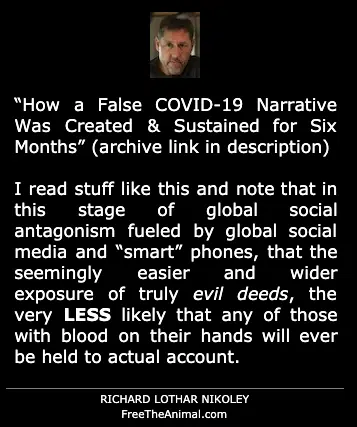 “How a False COVID-19 Narrative
Was Created & Sustained for Six
Months” (archive link in description)
I read stuff like this and note that in
this stage of global social
antagonism fueled by global social
media and “smart” phones, that the
seemingly easier and wider
exposure of truly evil deeds, the
very LESS likely that any of those
with blood on their hands will ever
be held to actual account.
RICHARD LOTHAR NIKOLEY
FreeTheAnimal.com